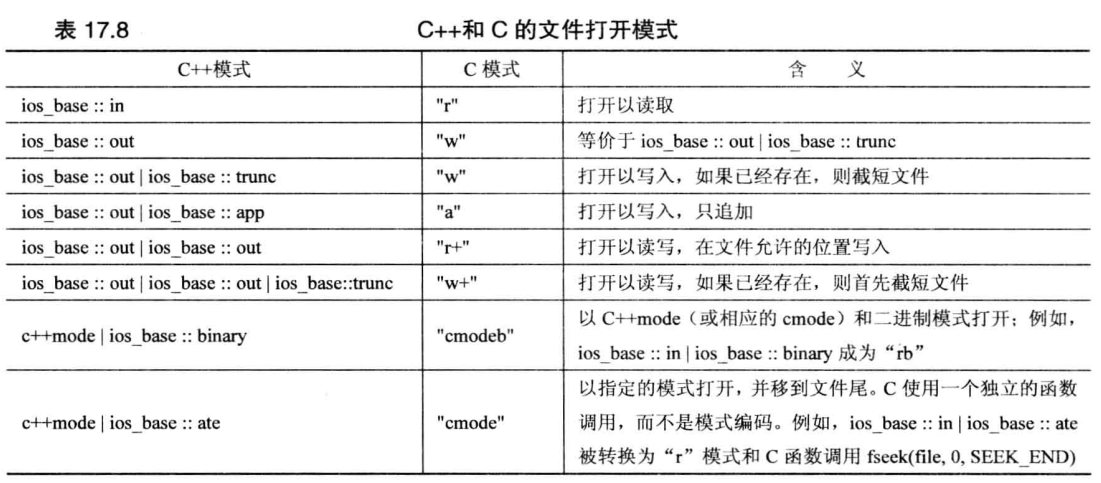 表 17.8 C++和 C 的文件打开模式
C++模式 C 模式 含 义
ios_base :: in "r" 打开以读取
ios_base :: out "w" 等价于 ios_base :: out | ios_base :: trunc
ios_base :: out | ios_base :: trunc "w" 打开以写入，如果已经存在，则截短文件
ios_base :: out | ios_base :: app "a" 打开以写入，只追加
ios_base :: out | ios_base :: out "r+" 打开以读写，在文件允许的位置写入
ios_base :: out | ios_base :: out | ios_base::trunc "w+" 打开以读写，如果已经存在，则首先截短文件
c++mode | ios_base :: binary "cmodeb" 以 C++mode（或相应的 cmode）和二进制模式打开；例如，
ios_base :: in | ios_base :: binary 成为“rb”
c++mode | ios_base :: ate "cmode" 以指定的模式打开，并移到文件尾。C 使用一个独立的函数
调用，而不是模式编码。例如，ios_base :: in | ios_base :: ate
被转换为“r”模式和 C 函数调用 fseek(file, 0, SEEK_END)